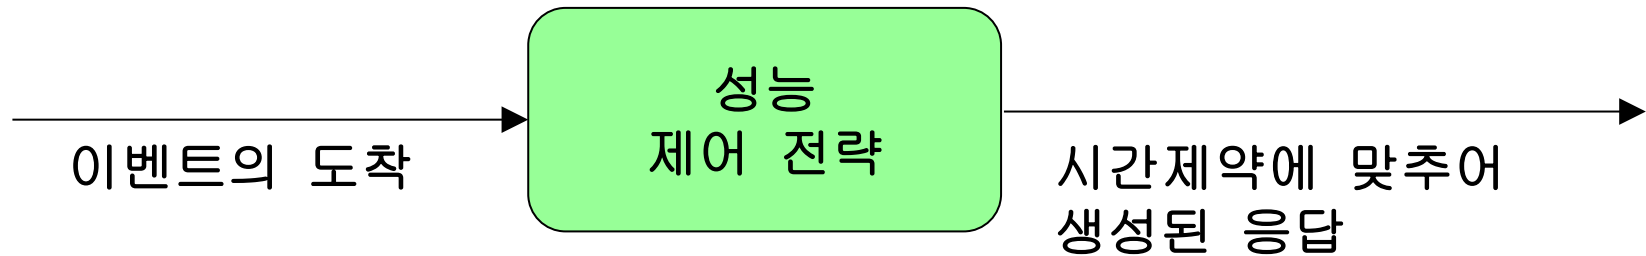 이벤트의 도착
성능
제어 전략
시간제약에 맞추어
생성된 응답